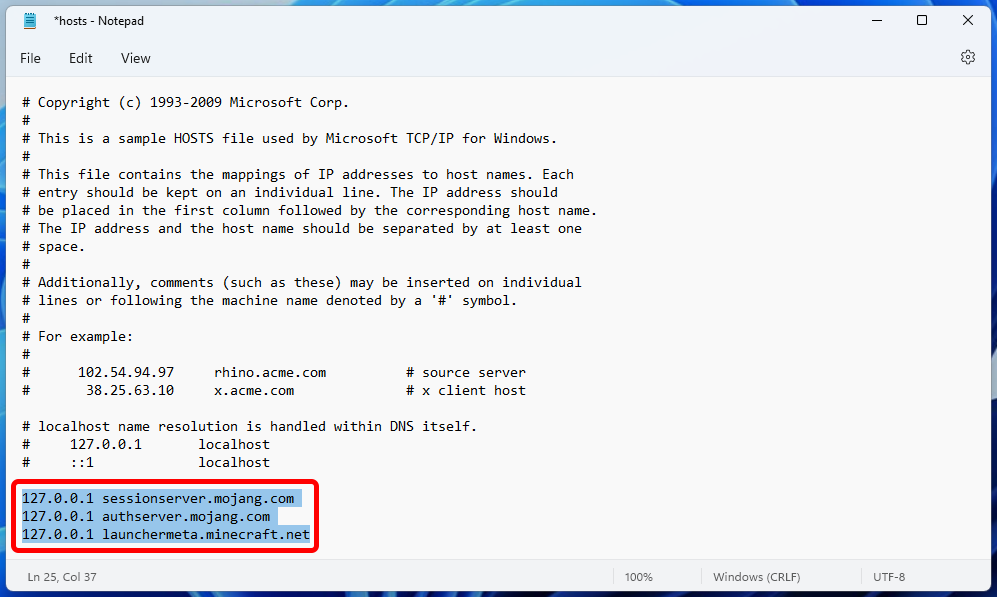 *hosts - Notepad
File Edit View
# Copyright (c) 1993-2009 Microsoft Corp.
#
# This is a sample HOSTS file used by Microsoft TCP/IP for Windows.
#
# This file contains the mappings of IP addresses to host names. Each
# entry should be kept on an individual line. The IP address should
# be placed in the first column followed by the corresponding host name.
# The IP address and the host name should be separated by at least one
# space.
#
# Additionally, comments (such as these) may be inserted on individual
# lines or following the machine name denoted by a '#' symbol.
#
# For example:
#
#      102.54.94.97     rhino.acme.com          # source server
#       38.25.63.10     x.acme.com              # x client host

# localhost name resolution is handled within DNS itself.
#     127.0.0.1       localhost
#     ::1             localhost

127.0.0.1 sessionserver.mojang.com
127.0.0.1 authserver.mojang.com
127.0.0.1 launchermeta.minecraft.net
Ln 25, Col 37 100% Windows (CRLF) UTF-8